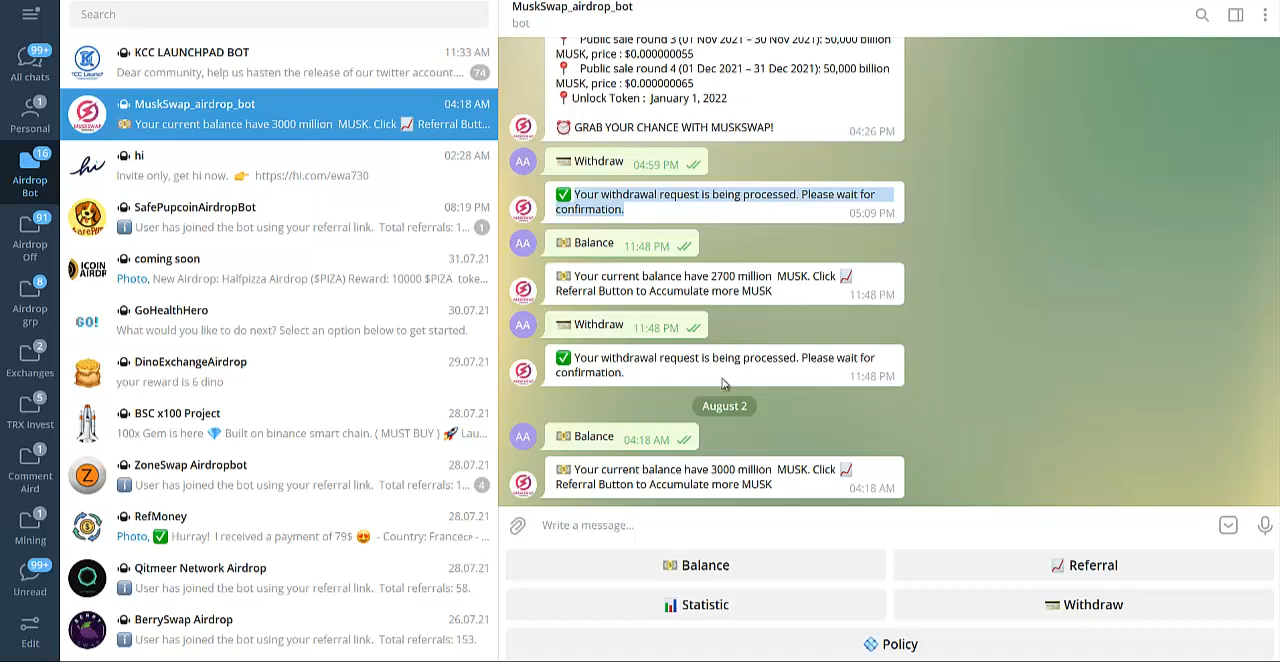 Search
99+
All chats
1
Personal
16
Airdrop
Bot
91
Airdrop
Off
8
Airdrop
grp
2
Exchanges
5
TRX Invest
1
Comment
Aird
1
Mining
99+
Unread
Edit
KCC LAUNCHPAD BOT 11:33 AM
Dear community, help us hasten the release of our twitter account.... 74
MuskSwap_airdrop_bot 04:18 AM
Your current balance have 3000 million MUSK. Click Referral Butt...
hi 02:28 AM
Invite only, get hi now. https://hi.com/ewa730
SafePupcoinAirdropBot 08:19 PM
User has joined the bot using your referral link. Total referrals: 1... 1
coming soon 31.07.21
Photo, New Airdrop: Halfpizza Airdrop ($PIZA) Reward: 10000 $PIZA toke...
GoHealthHero 30.07.21
What would you like to do next? Select an option below to get started.
DinoExchangeAirdrop 29.07.21
your reward is 6 dino
BSC x100 Project 28.07.21
100x Gem is here Built on binance smart chain. ( MUST BUY ) Lau...
ZoneSwap Airdropbot 28.07.21
User has joined the bot using your referral link. Total referrals: 1... 4
RefMoney 28.07.21
Photo, Hurray! I received a payment of 79$ - Country: Francece - ...
Qitmeer Network Airdrop 28.07.21
User has joined the bot using your referral link. Total referrals: 58.
BerrySwap Airdrop 26.07.21
User has joined the bot using your referral link. Total referrals: 153.
MuskSwap_airdrop_bot
bot
Public sale round 3 (01 Nov 2021 – 30 Nov 2021): 50,000 billion
MUSK, price : $0.000000055
Public sale round 4 (01 Dec 2021 – 31 Dec 2021): 50,000 billion
MUSK, price : $0.000000065
Unlock Token : January 1, 2022
GRAB YOUR CHANCE WITH MUSKSWAP! 04:26 PM
AA Withdraw 04:59 PM
Your withdrawal request is being processed. Please wait for
confirmation. 05:09 PM
AA Balance 11:48 PM
Your current balance have 2700 million MUSK. Click
Referral Button to Accumulate more MUSK 11:48 PM
AA Withdraw 11:48 PM
Your withdrawal request is being processed. Please wait for
confirmation. 11:48 PM
August 2
AA Balance 04:18 AM
Your current balance have 3000 million MUSK. Click
Referral Button to Accumulate more MUSK 04:18 AM
Write a message...
Balance
Referral
Statistic
Withdraw
Policy